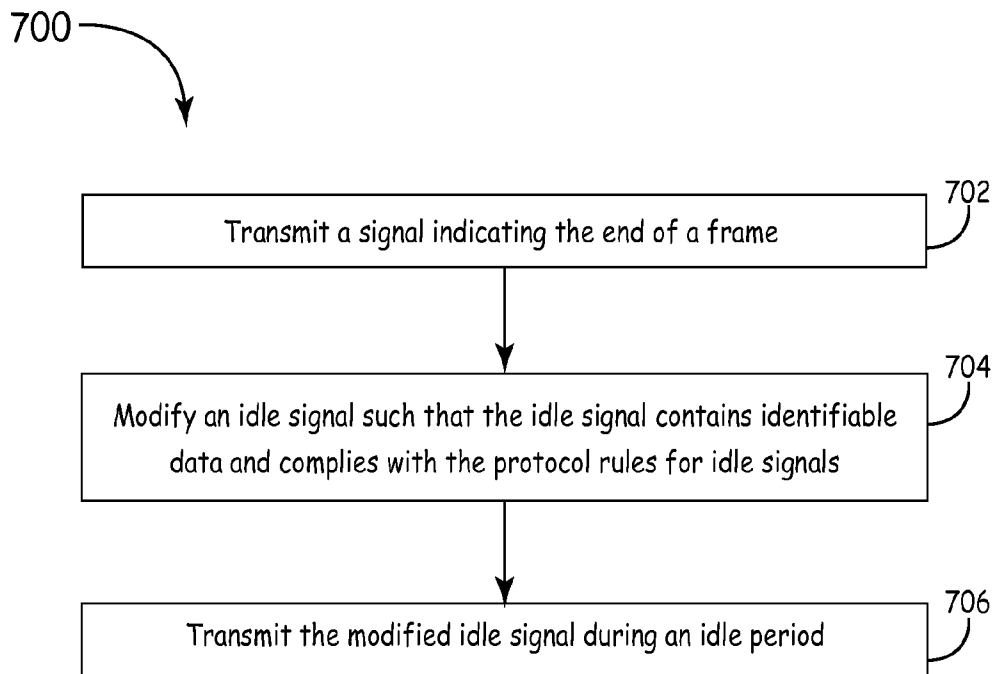 700
702
Transmit a signal indicating the end of a frame
704
Modify an idle signal such that the idle signal contains identifiable
data and complies with the protocol rules for idle signals
706
Transmit the modified idle signal during an idle period